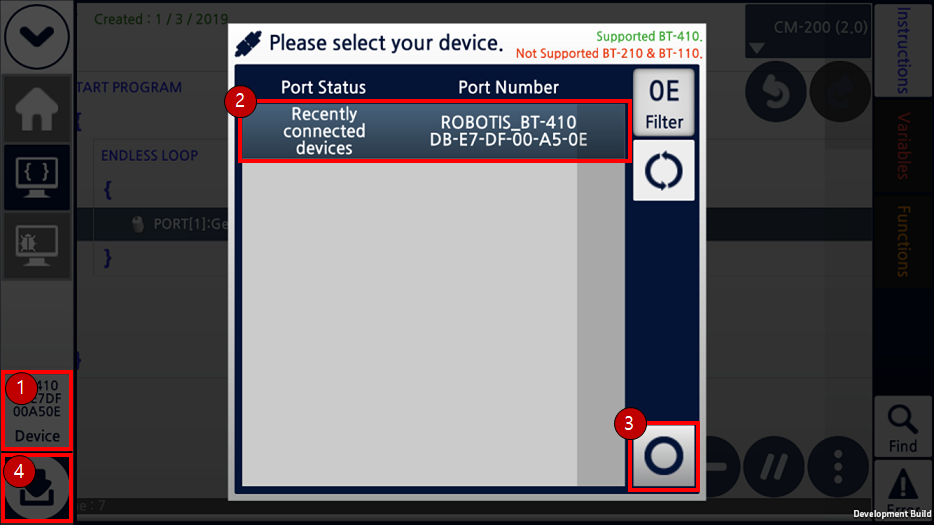 Created : 1 / 3 / 2019
CM-200 (2.0)
Instructions
Variables
Functions
START PROGRAM
{
ENDLESS LOOP
{
PORT[1]:Ge
}
}
Please select your device.
Supported BT-410.
Not Supported BT-210 & BT-110.
Port Status
Port Number
2
Recently
connected
devices
ROBOTIS_BT-410
DB-E7-DF-00-A5-0E
0E
Filter
1
410
E7DF
00A50E
Device
3
4
: 7
Find
Error
Development Build